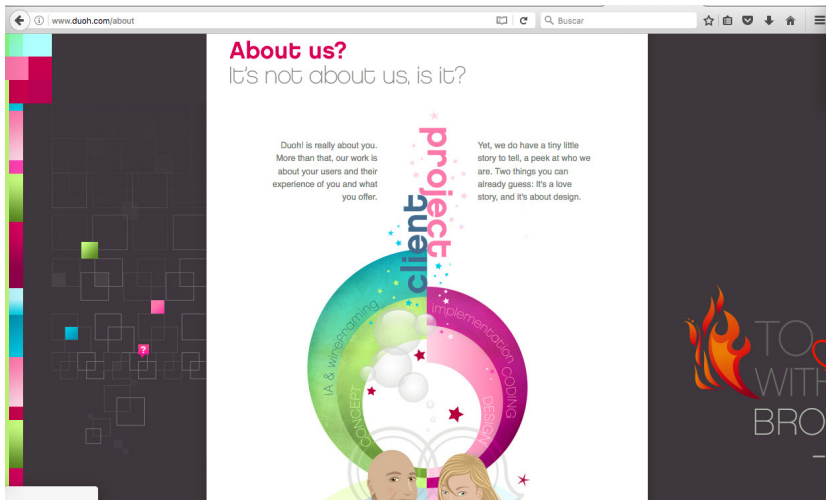 www.duoh.com/about
Buscar
About us?
It's not about us, is it?
Duoh! is really about you.
More than that, our work is
about your users and their
experience of you and what
you offer.
client
project
Yet, we do have a tiny little
story to tell, a peek at who we
are. Two things you can
already guess: It's a love
story, and it's about design.
IA & wireframing
CONCEPT
implementation CODING
DESIGN
?
TO
WITH
BRO